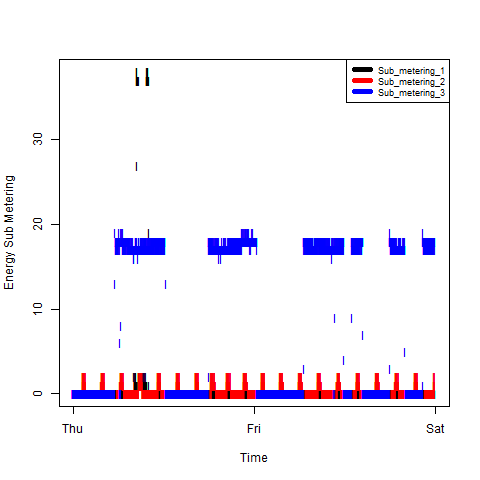 Sub_metering_1
Sub_metering_2
Sub_metering_3
Energy Sub Metering
30
20
10
0
Thu Fri Sat
Time